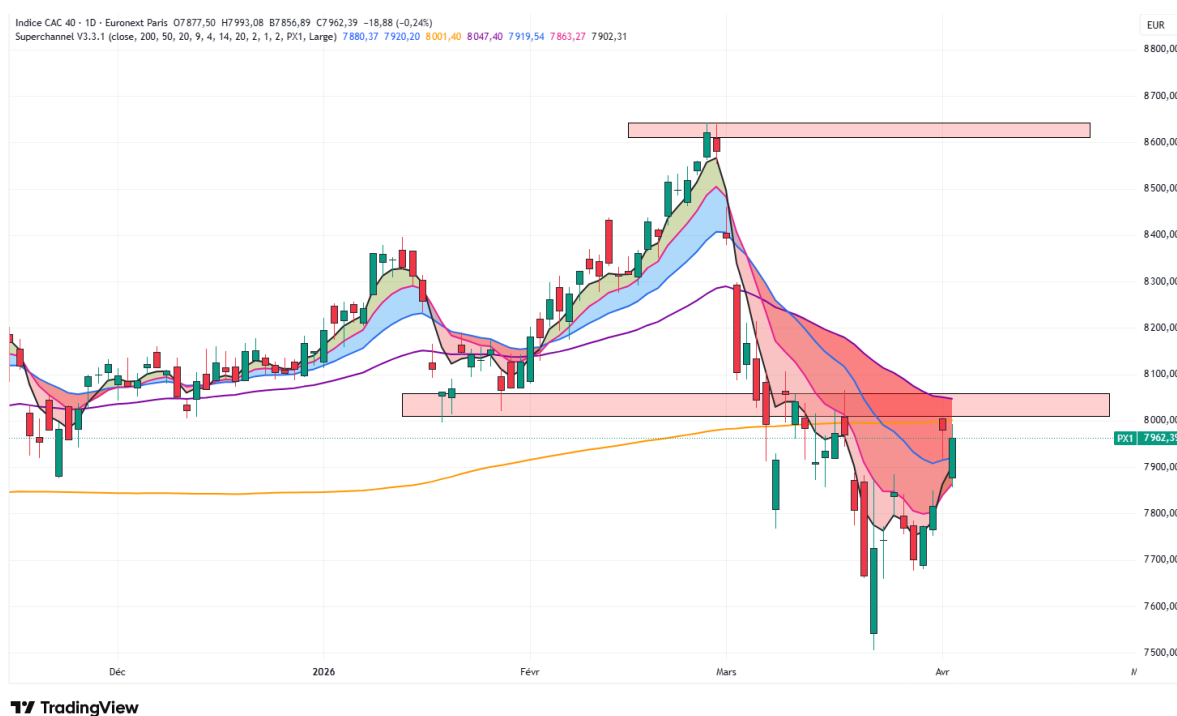 Indice CAC 40 · 1D · Euronext Paris O7877,50 H7993,08 B7856,89 C7962,39 −18,88 (−0,24%)
Superchannel V3.3.1 (close, 200, 50, 20, 9, 4, 14, 20, 2, 1, 2, PX1, Large) 7880,37 7920,20 8001,40 8047,40 7919,54 7863,27 7902,31
EUR
8800,00
8700,00
8600,00
8500,00
8400,00
8300,00
8200,00
8100,00
8000,00
PX1 7962,39
7900,00
7800,00
7700,00
7600,00
7500,00
Déc 2026 Févr Mars Avr
TradingView